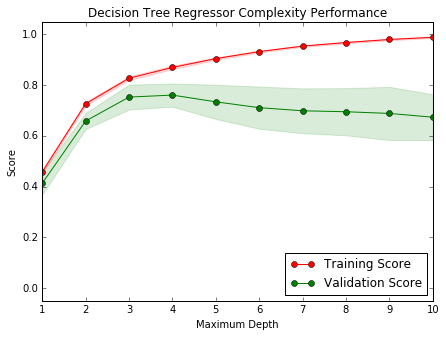 Decision Tree Regressor Complexity Performance
1.0
0.8
0.6
0.4
0.2
0.0
Score
1 2 3 4 5 6 7 8 9 10
Maximum Depth
Training Score
Validation Score